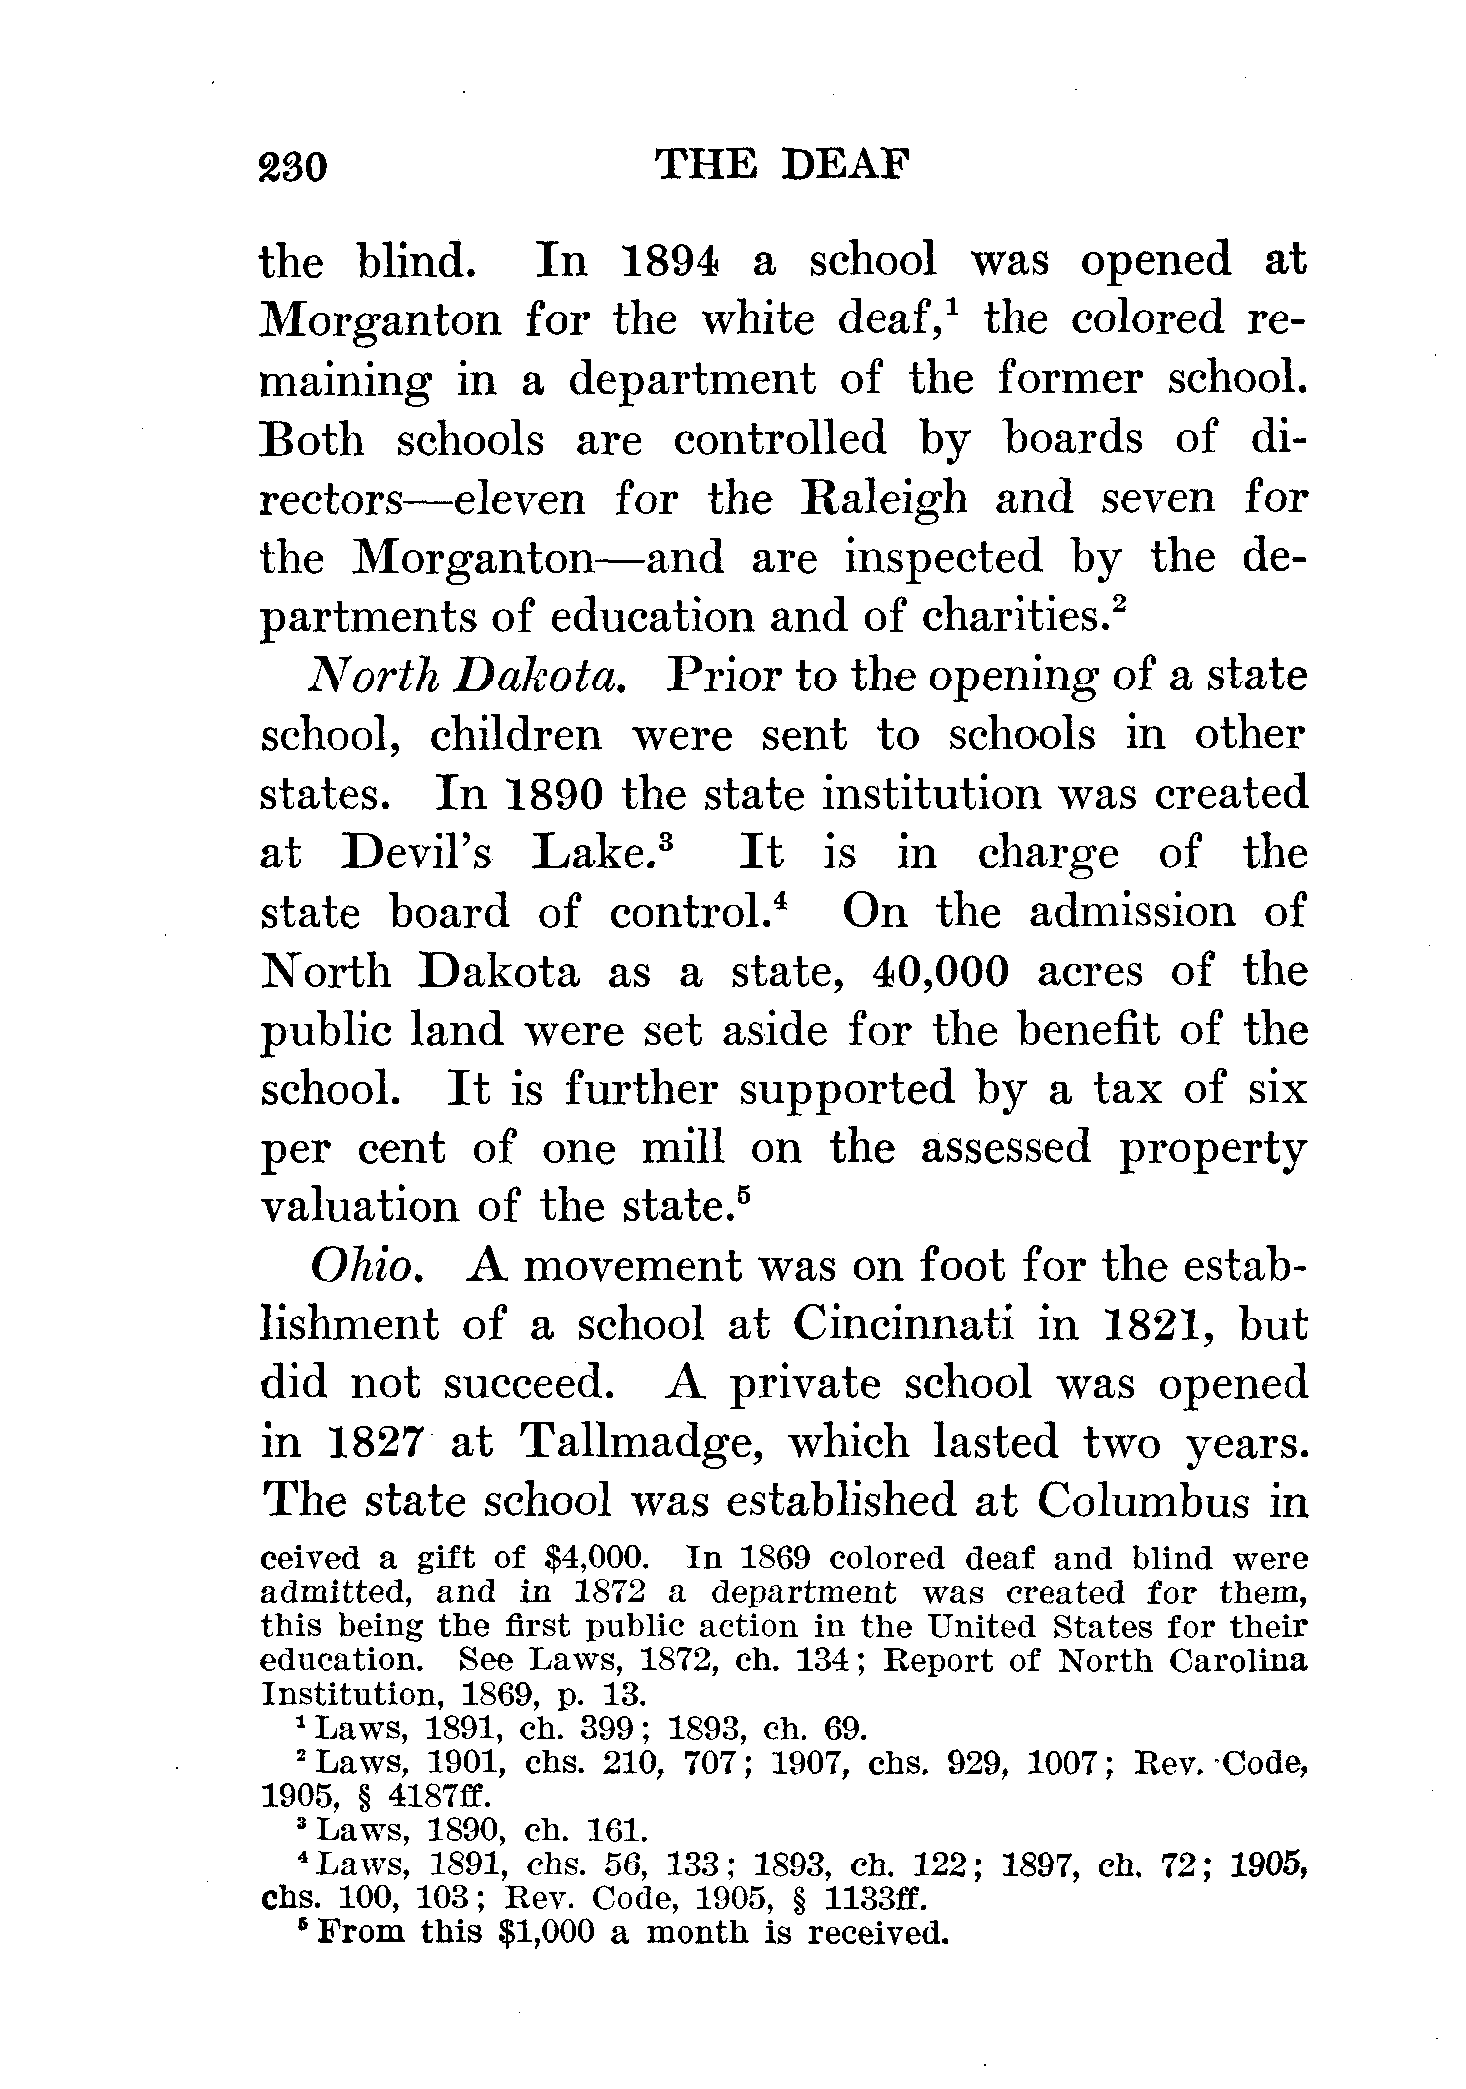 230 THE DEAF
the blind. In 1894 a school was opened at
Morganton for the white deaf,¹ the colored re-
maining in a department of the former school.
Both schools are controlled by boards of di-
rectors—eleven for the Raleigh and seven for
the Morganton—and are inspected by the de-
partments of education and of charities.²
North Dakota. Prior to the opening of a state
school, children were sent to schools in other
states. In 1890 the state institution was created
at Devil's Lake.³ It is in charge of the
state board of control.⁴ On the admission of
North Dakota as a state, 40,000 acres of the
public land were set aside for the benefit of the
school. It is further supported by a tax of six
per cent of one mill on the assessed property
valuation of the state.⁵
Ohio. A movement was on foot for the estab-
lishment of a school at Cincinnati in 1821, but
did not succeed. A private school was opened
in 1827 at Tallmadge, which lasted two years.
The state school was established at Columbus in
ceived a gift of $4,000. In 1869 colored deaf and blind were
admitted, and in 1872 a department was created for them,
this being the first public action in the United States for their
education. See Laws, 1872, ch. 134; Report of North Carolina
Institution, 1869, p. 13.
¹ Laws, 1891, ch. 399; 1893, ch. 69.
² Laws, 1901, chs. 210, 707; 1907, chs. 929, 1007; Rev. Code,
1905, § 4187ff.
³ Laws, 1890, ch. 161.
⁴ Laws, 1891, chs. 56, 133; 1893, ch. 122; 1897, ch. 72; 1905,
chs. 100, 103; Rev. Code, 1905, § 1133ff.
⁵ From this $1,000 a month is received.